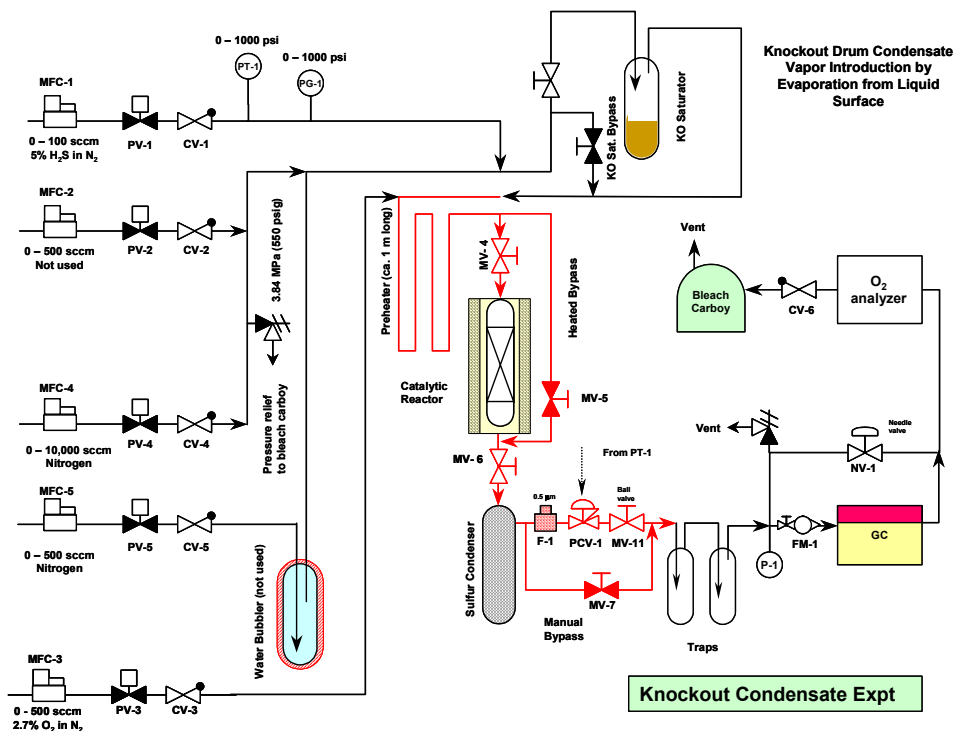 0 – 1000 psi
PT-1
0 – 1000 psi
PG-1
Knockout Drum Condensate
Vapor Introduction by
Evaporation from Liquid
Surface
MFC-1
0 – 100 sccm
5% H₂S in N₂
PV-1
CV-1
KO Sat. Bypass
KO Saturator
MFC-2
0 – 500 sccm
Not used
PV-2
CV-2
3.84 MPa (550 psig)
Pressure relief
to bleach carboy
Preheater (ca. 1 m long)
MV- 4
Heated Bypass
Catalytic
Reactor
MV-5
MV- 6
Vent
Bleach
Carboy
CV-6
O₂
analyzer
MFC-4
0 – 10,000 sccm
Nitrogen
PV-4
CV-4
MFC-5
0 – 500 sccm
Nitrogen
PV-5
CV-5
Water Bubbler (not used)
From PT-1
Vent
Needle
valve
NV-1
0.5 µm
F-1
PCV-1
Ball
valve
MV-11
Sulfur Condenser
MV-7
Manual
Bypass
Traps
P-1
FM-1
GC
MFC-3
0 - 500 sccm
2.7% O₂ in N₂
PV-3
CV-3
Knockout Condensate Expt